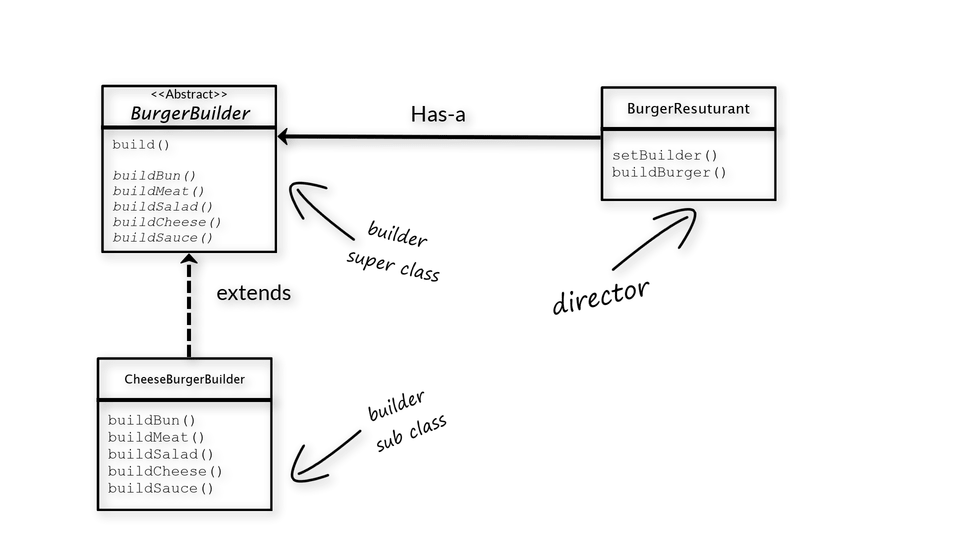 <<Abstract>>
BurgerBuilder
build()
buildBun()
buildMeat()
buildSalad()
buildCheese()
buildSauce()
Has-a
BurgerResuturant
setBuilder()
buildBurger()
builder
super class
director
extends
CheeseBurgerBuilder
buildBun()
buildMeat()
buildSalad()
buildCheese()
buildSauce()
builder
sub class